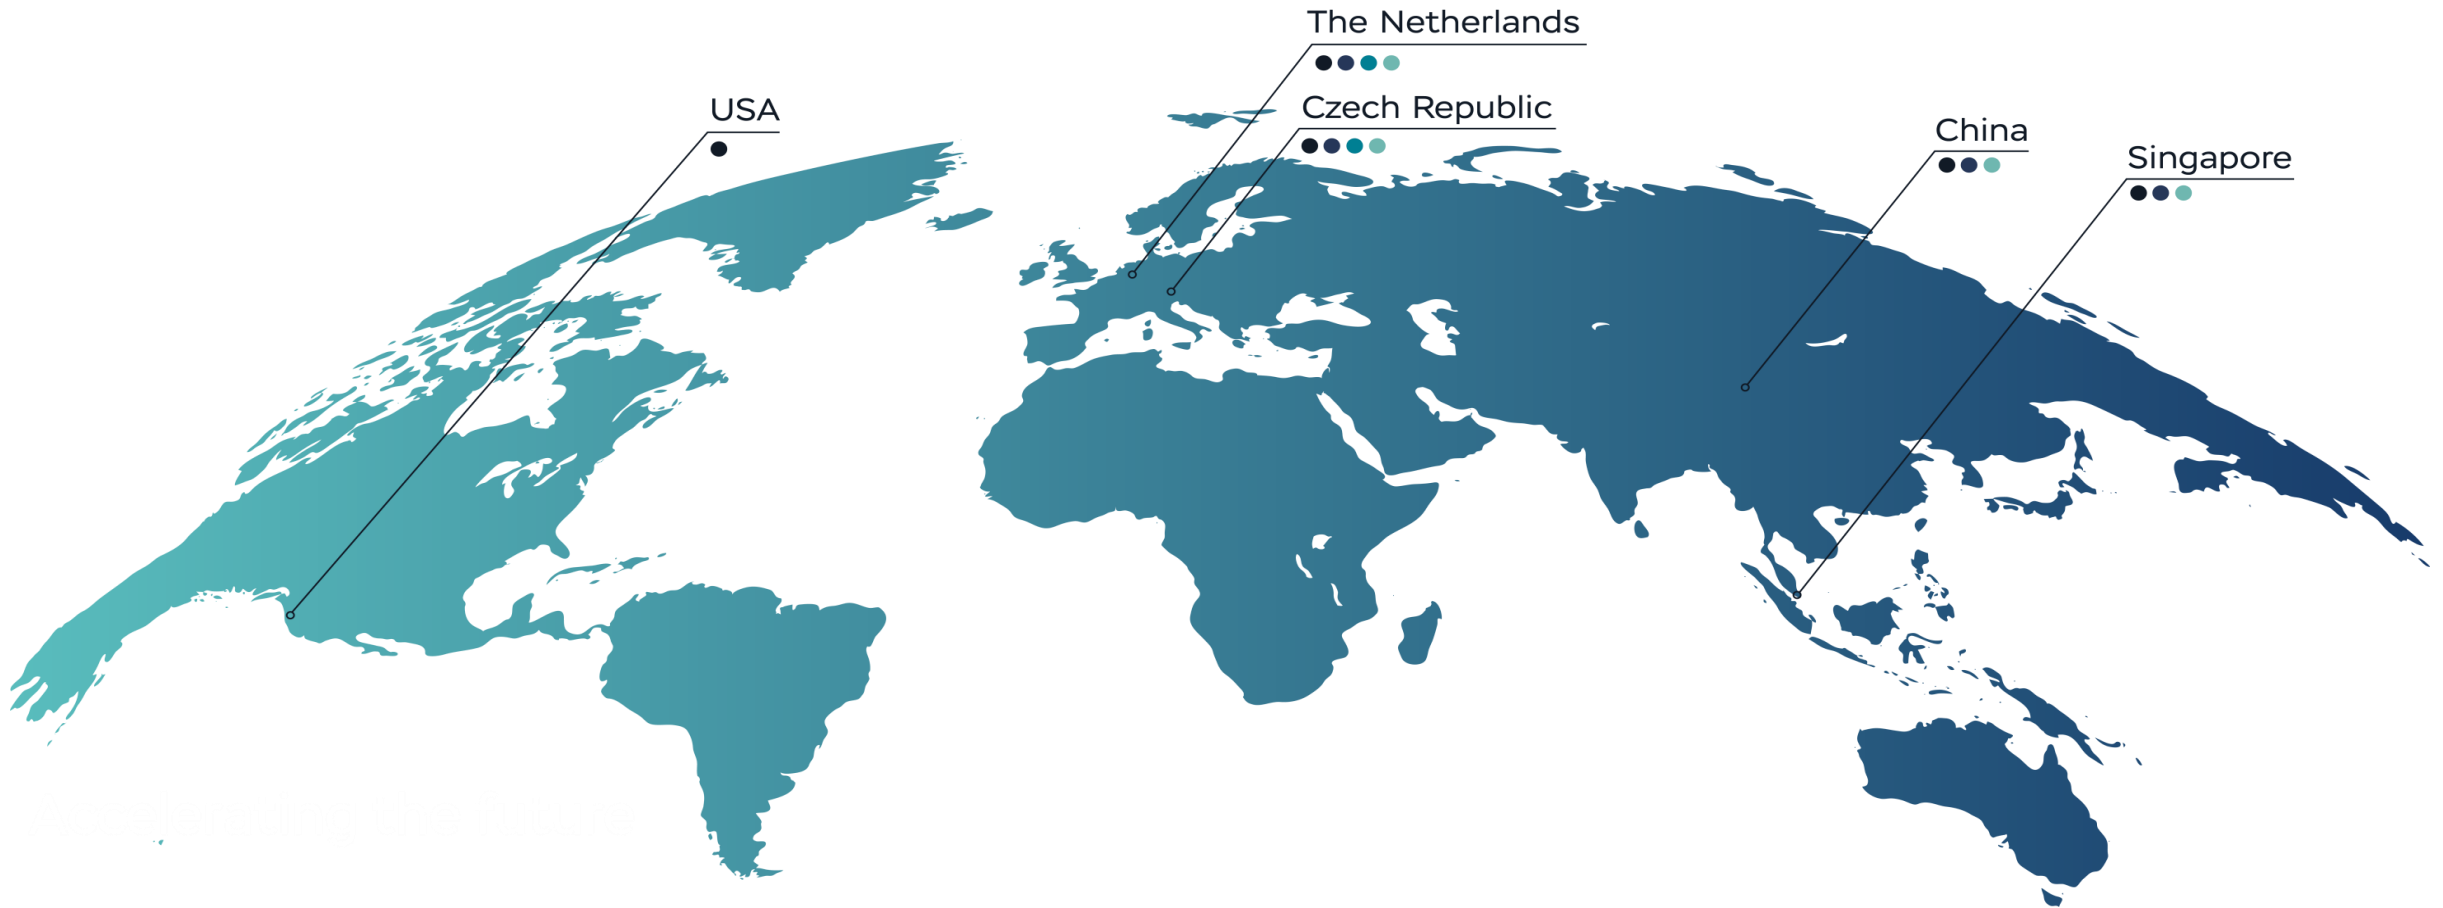 The Netherlands
USA
Czech Republic
China
Singapore